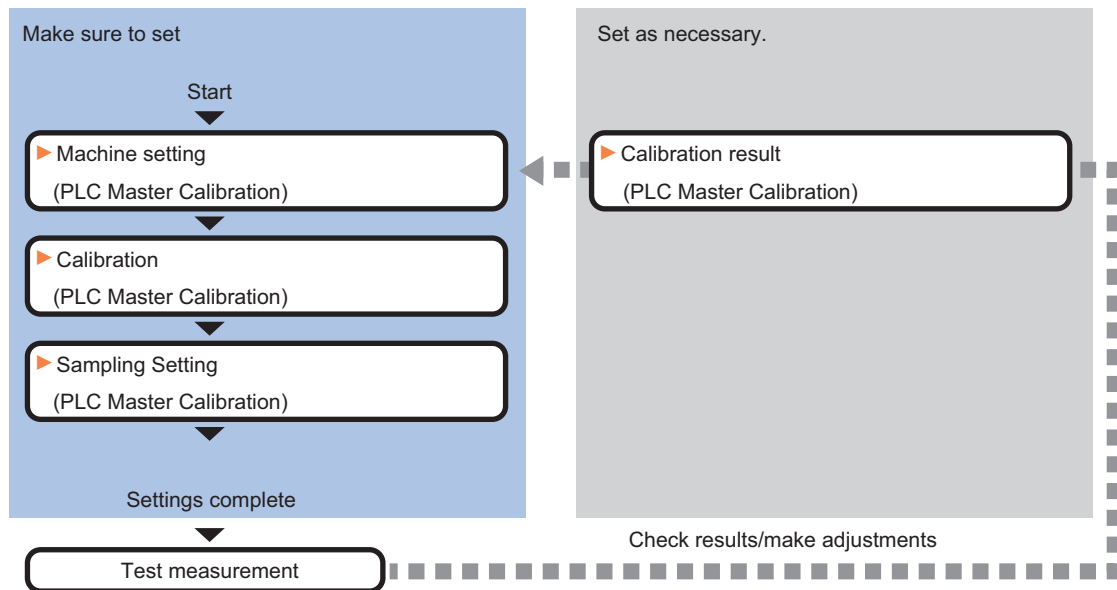 Make sure to set
Start
Machine setting
(PLC Master Calibration)
Calibration
(PLC Master Calibration)
Sampling Setting
(PLC Master Calibration)
Settings complete
Test measurement
Set as necessary.
Calibration result
(PLC Master Calibration)
Check results/make adjustments